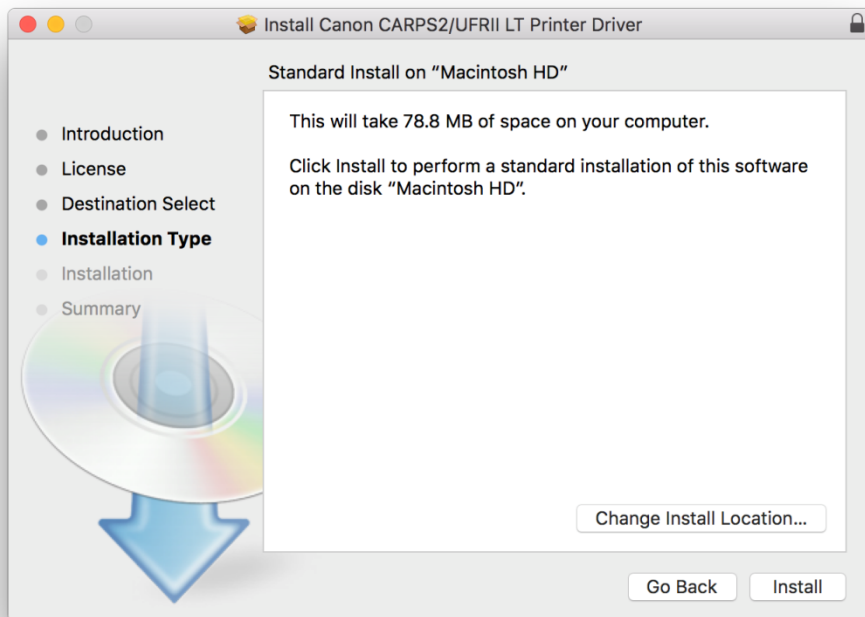 Install Canon CARPS2/UFRII LT Printer Driver
Standard Install on “Macintosh HD”
Introduction
License
Destination Select
Installation Type
Installation
Summary
This will take 78.8 MB of space on your computer.
Click Install to perform a standard installation of this software
on the disk “Macintosh HD”.
Change Install Location...
Go Back
Install